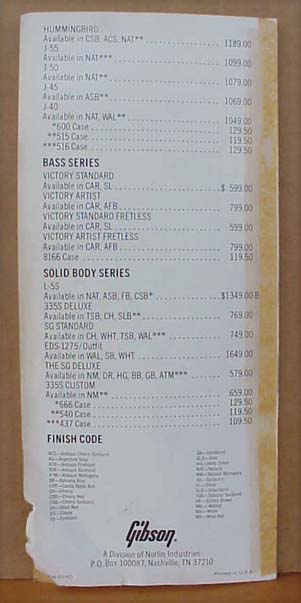 HUMMINGBIRD
Available in CSB, ACS, NAT** 1189.00
J-55
Available in NAT*** 1099.00
J-50
Available in NAT** 1079.00
J-45
Available in ASB** 1069.00
J-40
Available in NAT, WAL** 1049.00
*600 Case 129.50
**515 Case 119.50
***516 Case 129.50
BASS SERIES
VICTORY STANDARD
Available in CAR, SL $ 599.00
VICTORY ARTIST
Available in CAR, AFB 799.00
VICTORY STANDARD FRETLESS
Available in CAR, SL 599.00
VICTORY ARTIST FRETLESS
Available in CAR, AFB 799.00
8166 Case 119.50
SOLID BODY SERIES
L-5S
Available in NAT, ASB, FB, CSB* $1349.00 B
335S DELUXE
Available in TSB, CH, SLB** 769.00
SG STANDARD
Available in CH, WHT, TSB, WAL*** 749.00
EDS-1275/Outfit
Available in WAL, SB, WHT 1649.00
THE SG DELUXE
Available in NM, DR, HG, BB, GB, ATM*** 579.00
335S CUSTOM
Available in NM** 659.00
*666 Case 129.50
**540 Case 119.50
***437 Case 109.50
FINISH CODE
ACS—Antique Cherry Sunburst
Gibson
A Division of Norlin Industries
P.O. Box 100087, Nashville, TN 37210
Printed in U.S.A.